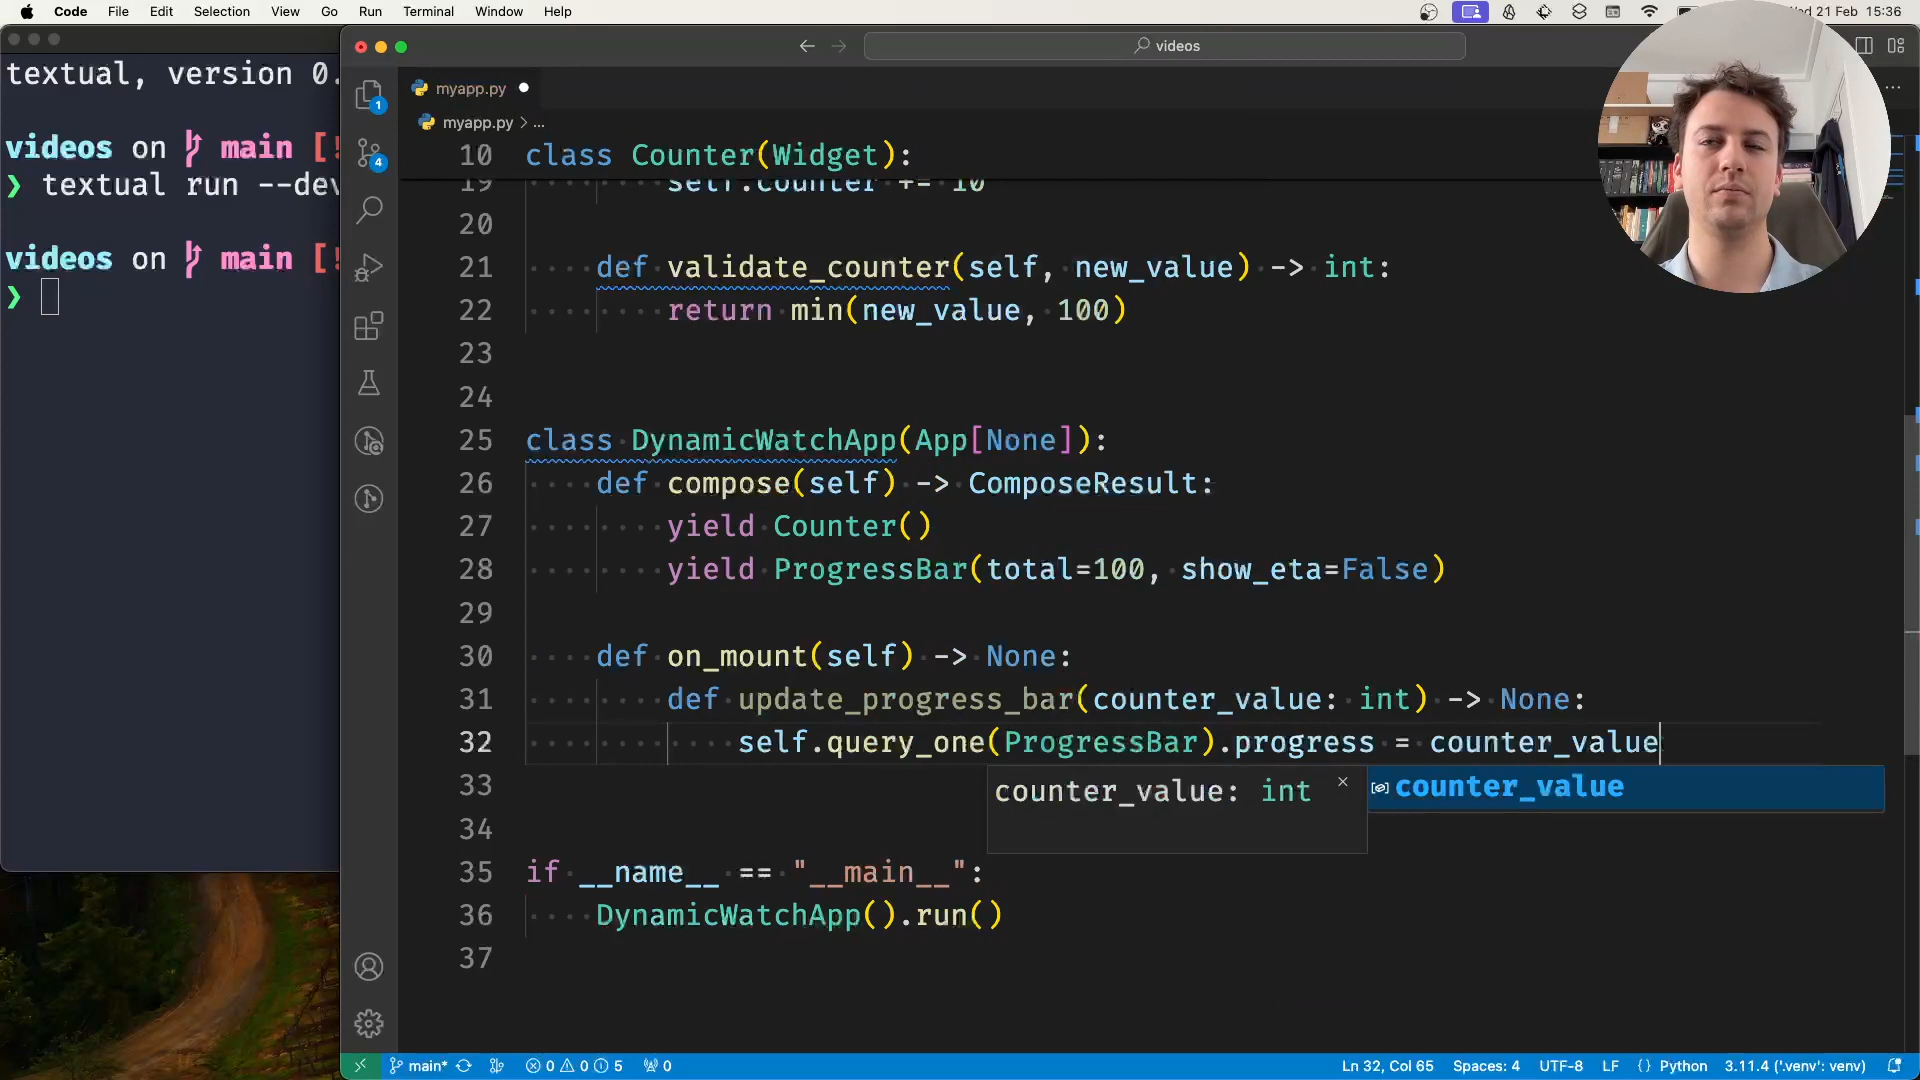 Code File Edit Selection View Go Run Terminal Window Help
21 Feb 15:36
textual, version 0.
videos on main [!
❯ textual run --dev
videos on main [!
❯
videos
1
4
myapp.py
myapp.py > ...
10 class Counter(Widget):
19 self.counter += 10
20
21 def validate_counter(self, new_value) -> int:
22 return min(new_value, 100)
23
24
25 class DynamicWatchApp(App[None]):
26 def compose(self) -> ComposeResult:
27 yield Counter()
28 yield ProgressBar(total=100, show_eta=False)
29
30 def on_mount(self) -> None:
31 def update_progress_bar(counter_value: int) -> None:
32 self.query_one(ProgressBar).progress = counter_value
33
counter_value: int
counter_value
34
35 if __name__ == "__main__":
36 DynamicWatchApp().run()
37
main* 0 0 5 0 Ln 32, Col 65 Spaces: 4 UTF-8 LF {} Python 3.11.4 ('.venv': venv)